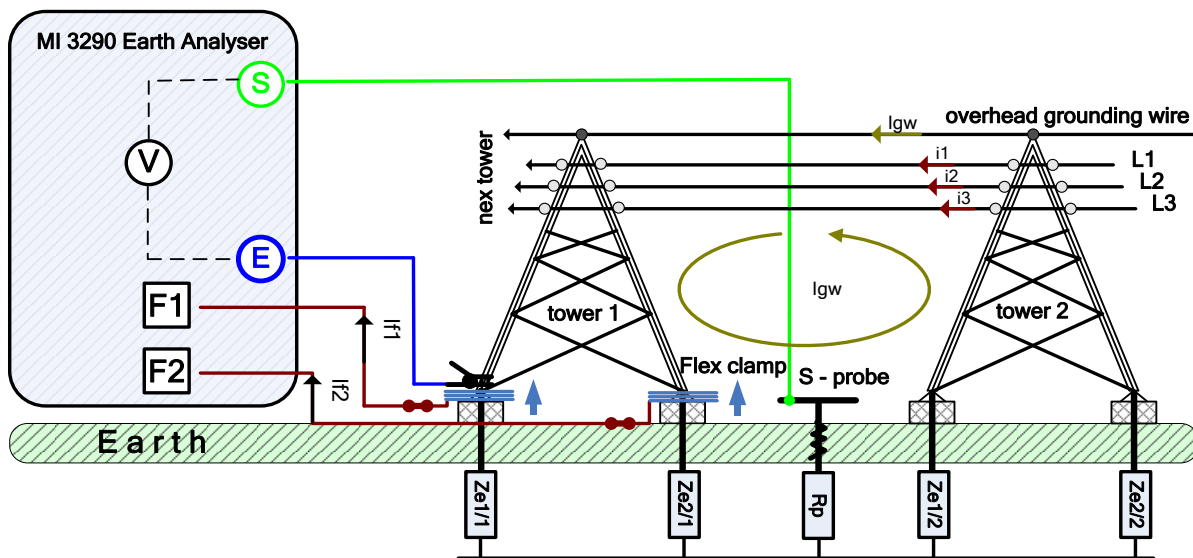 MI 3290 Earth Analyser
S
V
E
F1
F2
If1
If2
nex tower
overhead grounding wire
Igw
i1
L1
i2
L2
i3
L3
Igw
tower 1
tower 2
Flex clamp
S - probe
Earth
Ze1/1
Ze2/1
Rp
Ze1/2
Ze2/2